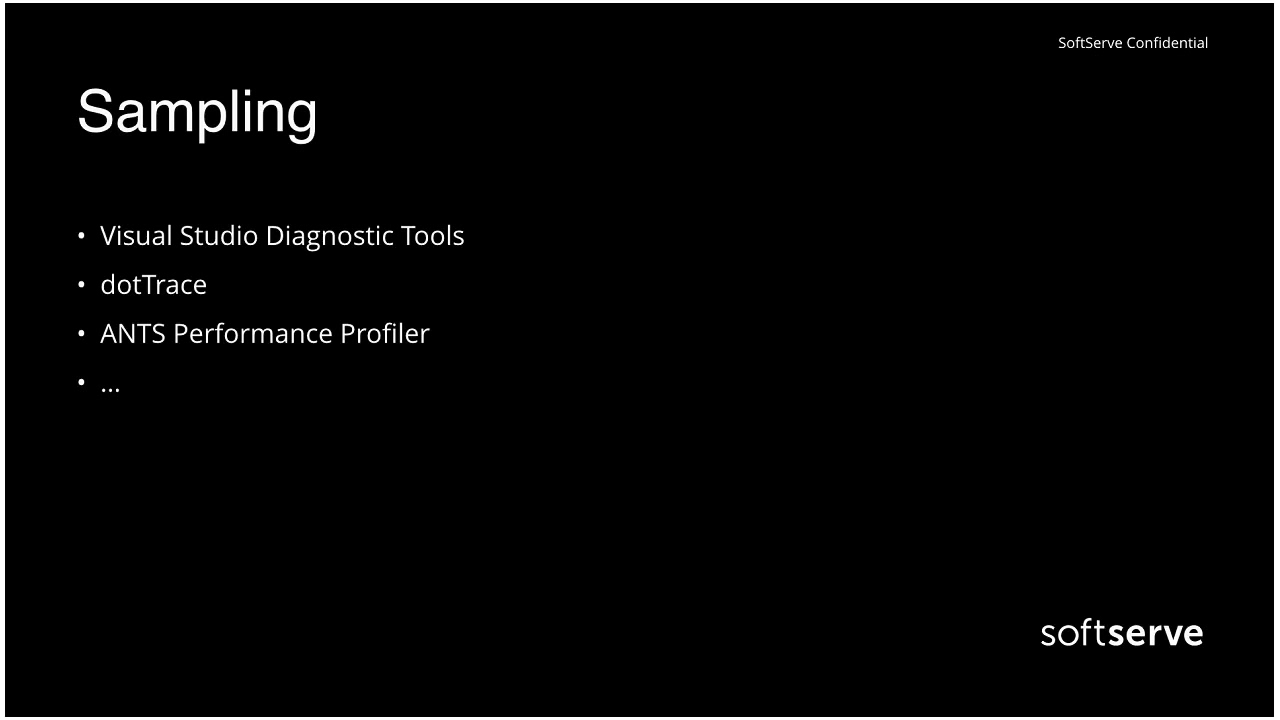 SoftServe Confidential
Sampling
• Visual Studio Diagnostic Tools
• dotTrace
• ANTS Performance Profiler
• ...
softserve